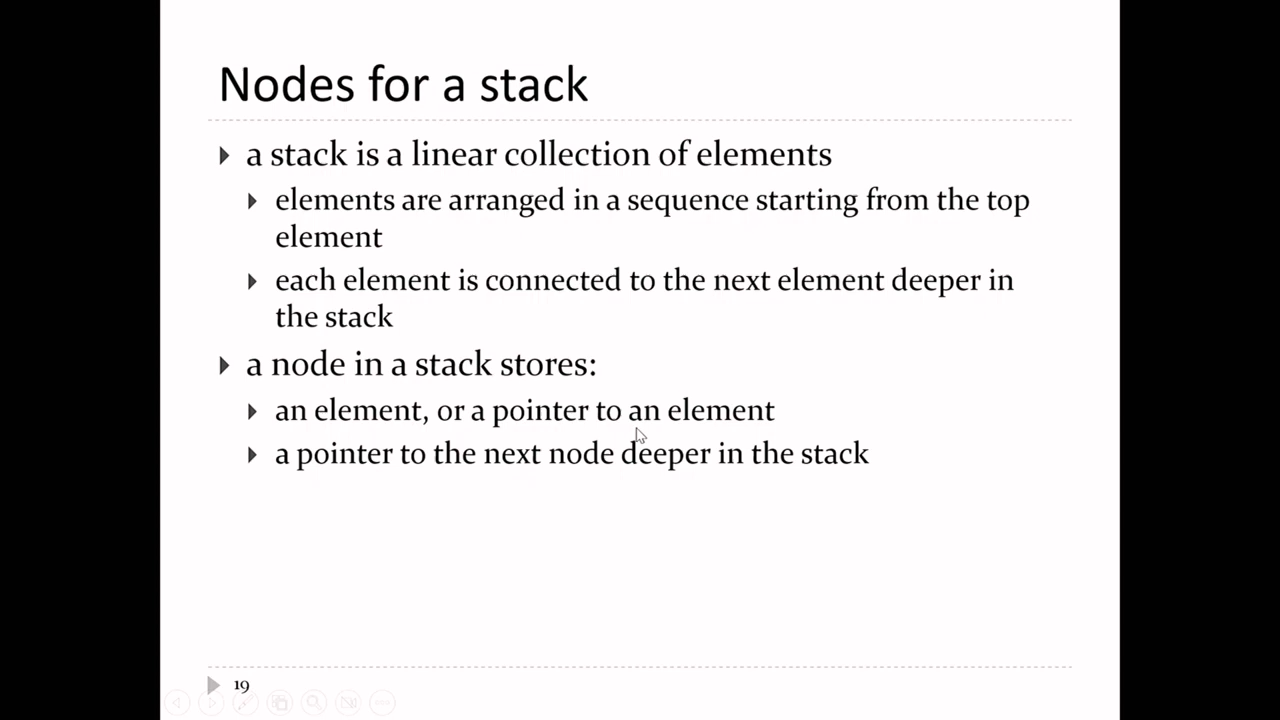 Nodes for a stack
a stack is a linear collection of elements
elements are arranged in a sequence starting from the top
element
each element is connected to the next element deeper in
the stack
a node in a stack stores:
an element, or a pointer to an element
a pointer to the next node deeper in the stack
19